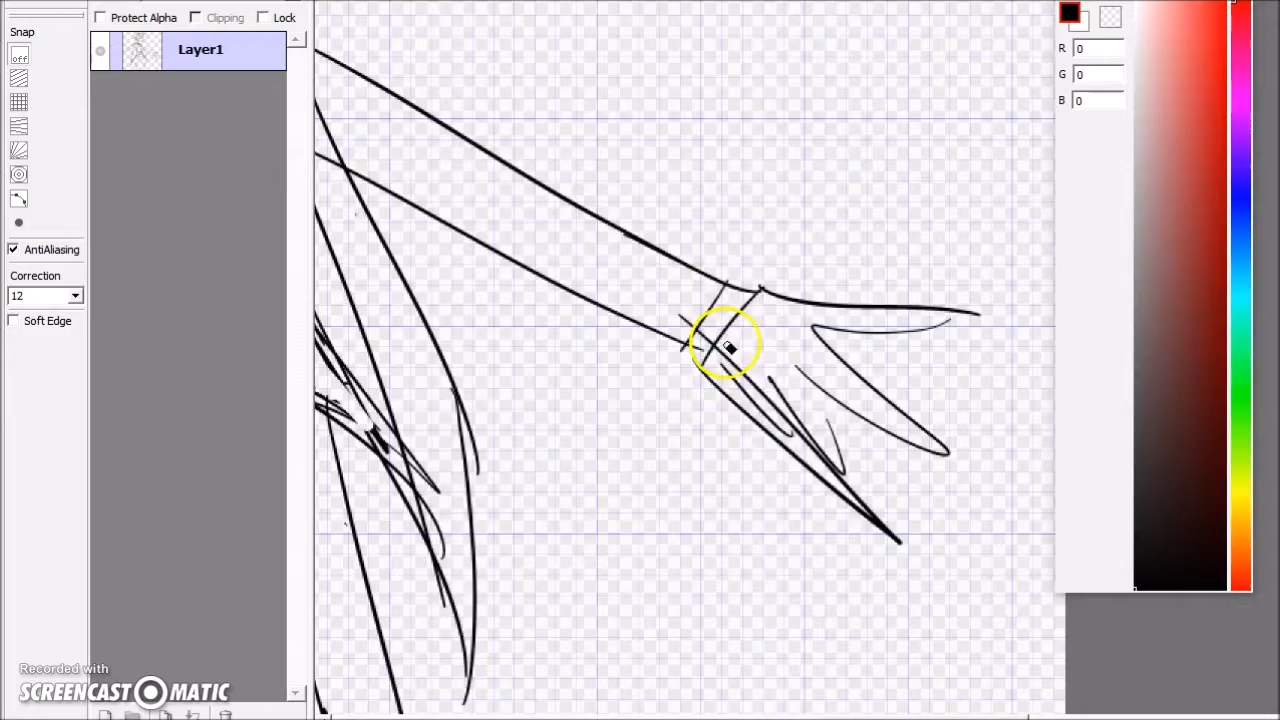 Snap
off
AntiAliasing
Correction
12
Soft Edge
Protect Alpha
Clipping
Lock
Layer1
R 0
G 0
B 0
Recorded with
SCREENCAST MATIC